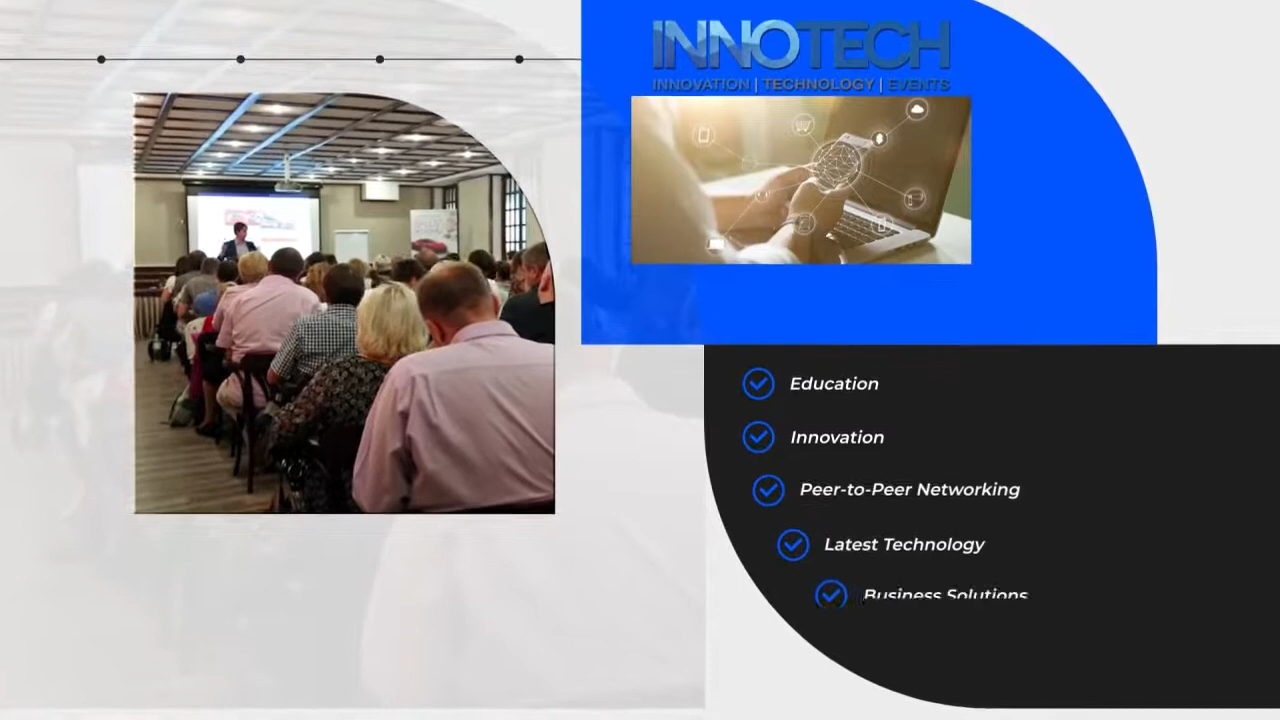 INNOTECH
INNOVATION | TECHNOLOGY | EVENTS
Education
Innovation
Peer-to-Peer Networking
Latest Technology
Business Solutions